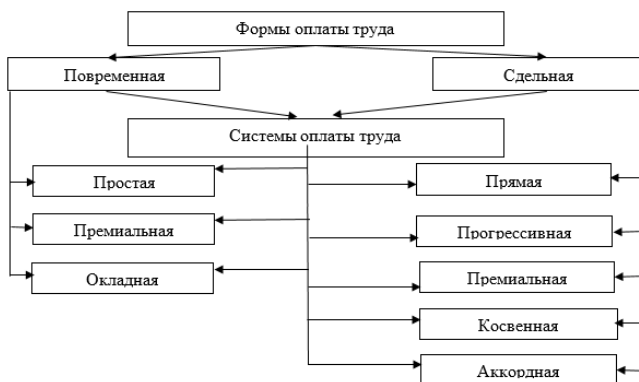 Формы оплаты труда
Повременная
Сдельная
Системы оплаты труда
Простая
Прямая
Премиальная
Прогрессивная
Окладная
Премиальная
Косвенная
Аккордная